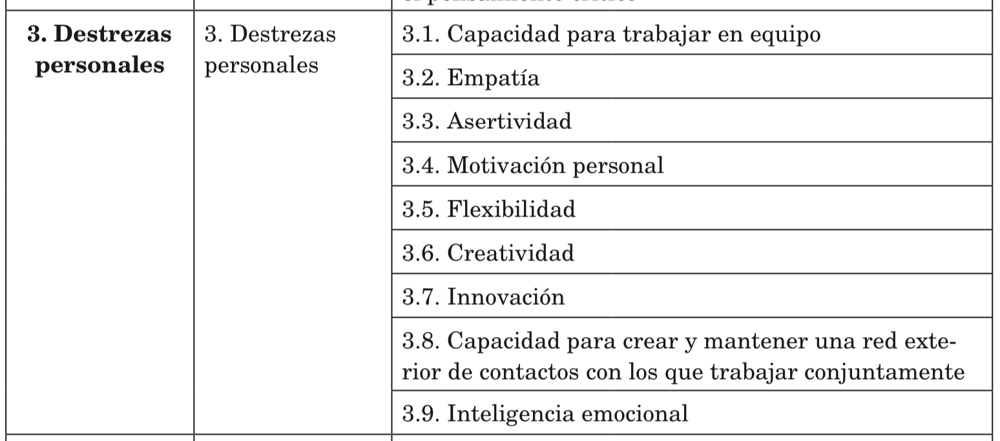 3. Destrezas
personales
3. Destrezas
personales
3.1. Capacidad para trabajar en equipo
3.2. Empatía
3.3. Asertividad
3.4. Motivación personal
3.5. Flexibilidad
3.6. Creatividad
3.7. Innovación
3.8. Capacidad para crear y mantener una red exte-
rior de contactos con los que trabajar conjuntamente
3.9. Inteligencia emocional